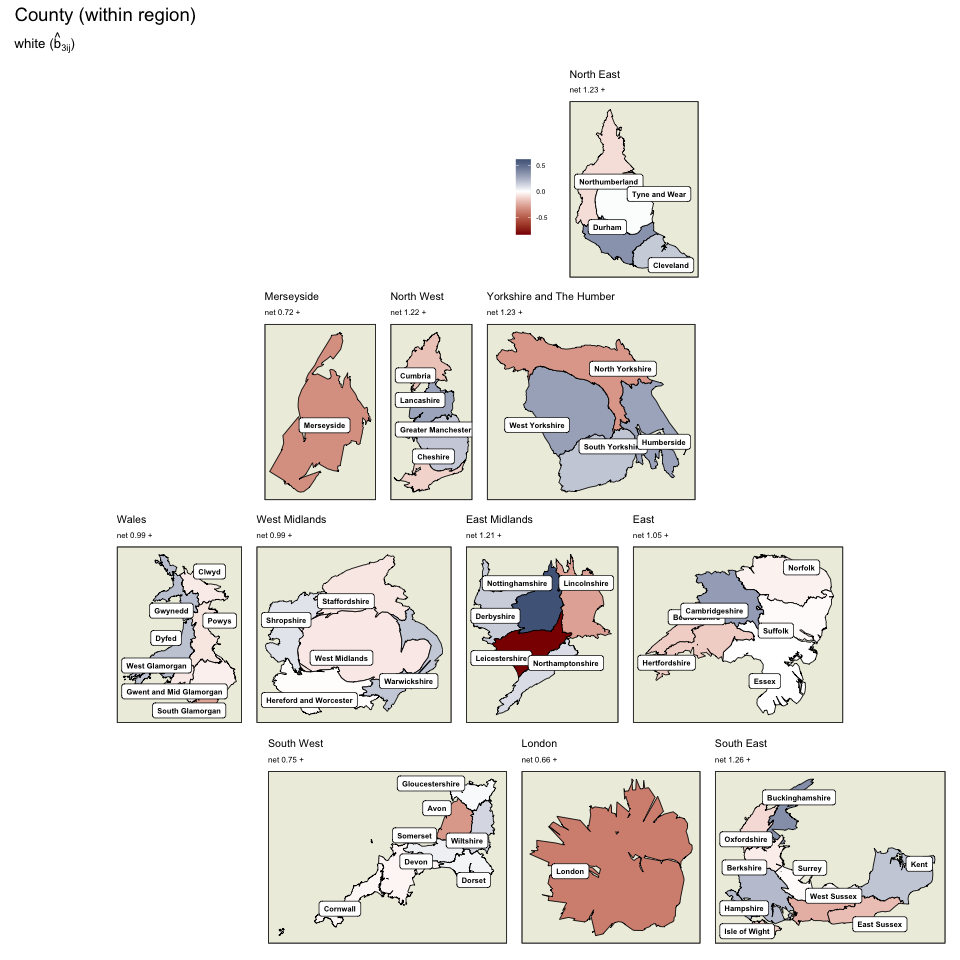 County (within region)
white (b̂3ij)
North East
net 1.23 +
0.5
0.0
-0.5
Northumberland
Tyne and Wear
Durham
Cleveland
Merseyside
net 0.72 +
Merseyside
North West
net 1.22 +
Cumbria
Lancashire
Greater Manchester
Cheshire
Yorkshire and The Humber
net 1.23 +
North Yorkshire
West Yorkshire
South Yorkshire
Humberside
Wales
net 0.99 +
Clwyd
Gwynedd
Powys
Dyfed
West Glamorgan
Gwent and Mid Glamorgan
South Glamorgan
West Midlands
net 0.99 +
Staffordshire
Shropshire
West Midlands
Warwickshire
Hereford and Worcester
East Midlands
net 1.21 +
Nottinghamshire
Lincolnshire
Derbyshire
Leicestershire
Northamptonshire
East
net 1.05 +
Norfolk
Cambridgeshire
Suffolk
Hertfordshire
Essex
South West
net 0.75 +
Gloucestershire
Avon
Somerset
Wiltshire
Devon
Dorset
Cornwall
London
net 0.66 +
London
South East
net 1.26 +
Buckinghamshire
Oxfordshire
Berkshire
Surrey
Kent
West Sussex
Hampshire
East Sussex
Isle of Wight